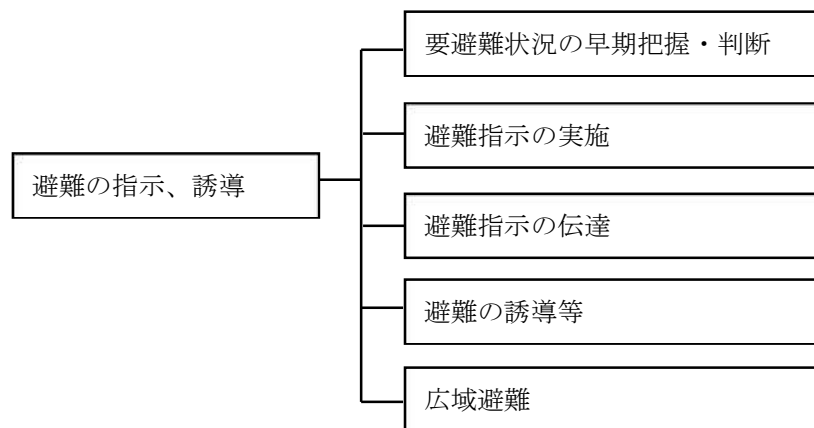 要避難状況の早期把握・判断
避難指示の実施
避難の指示、誘導
避難指示の伝達
避難の誘導等
広域避難